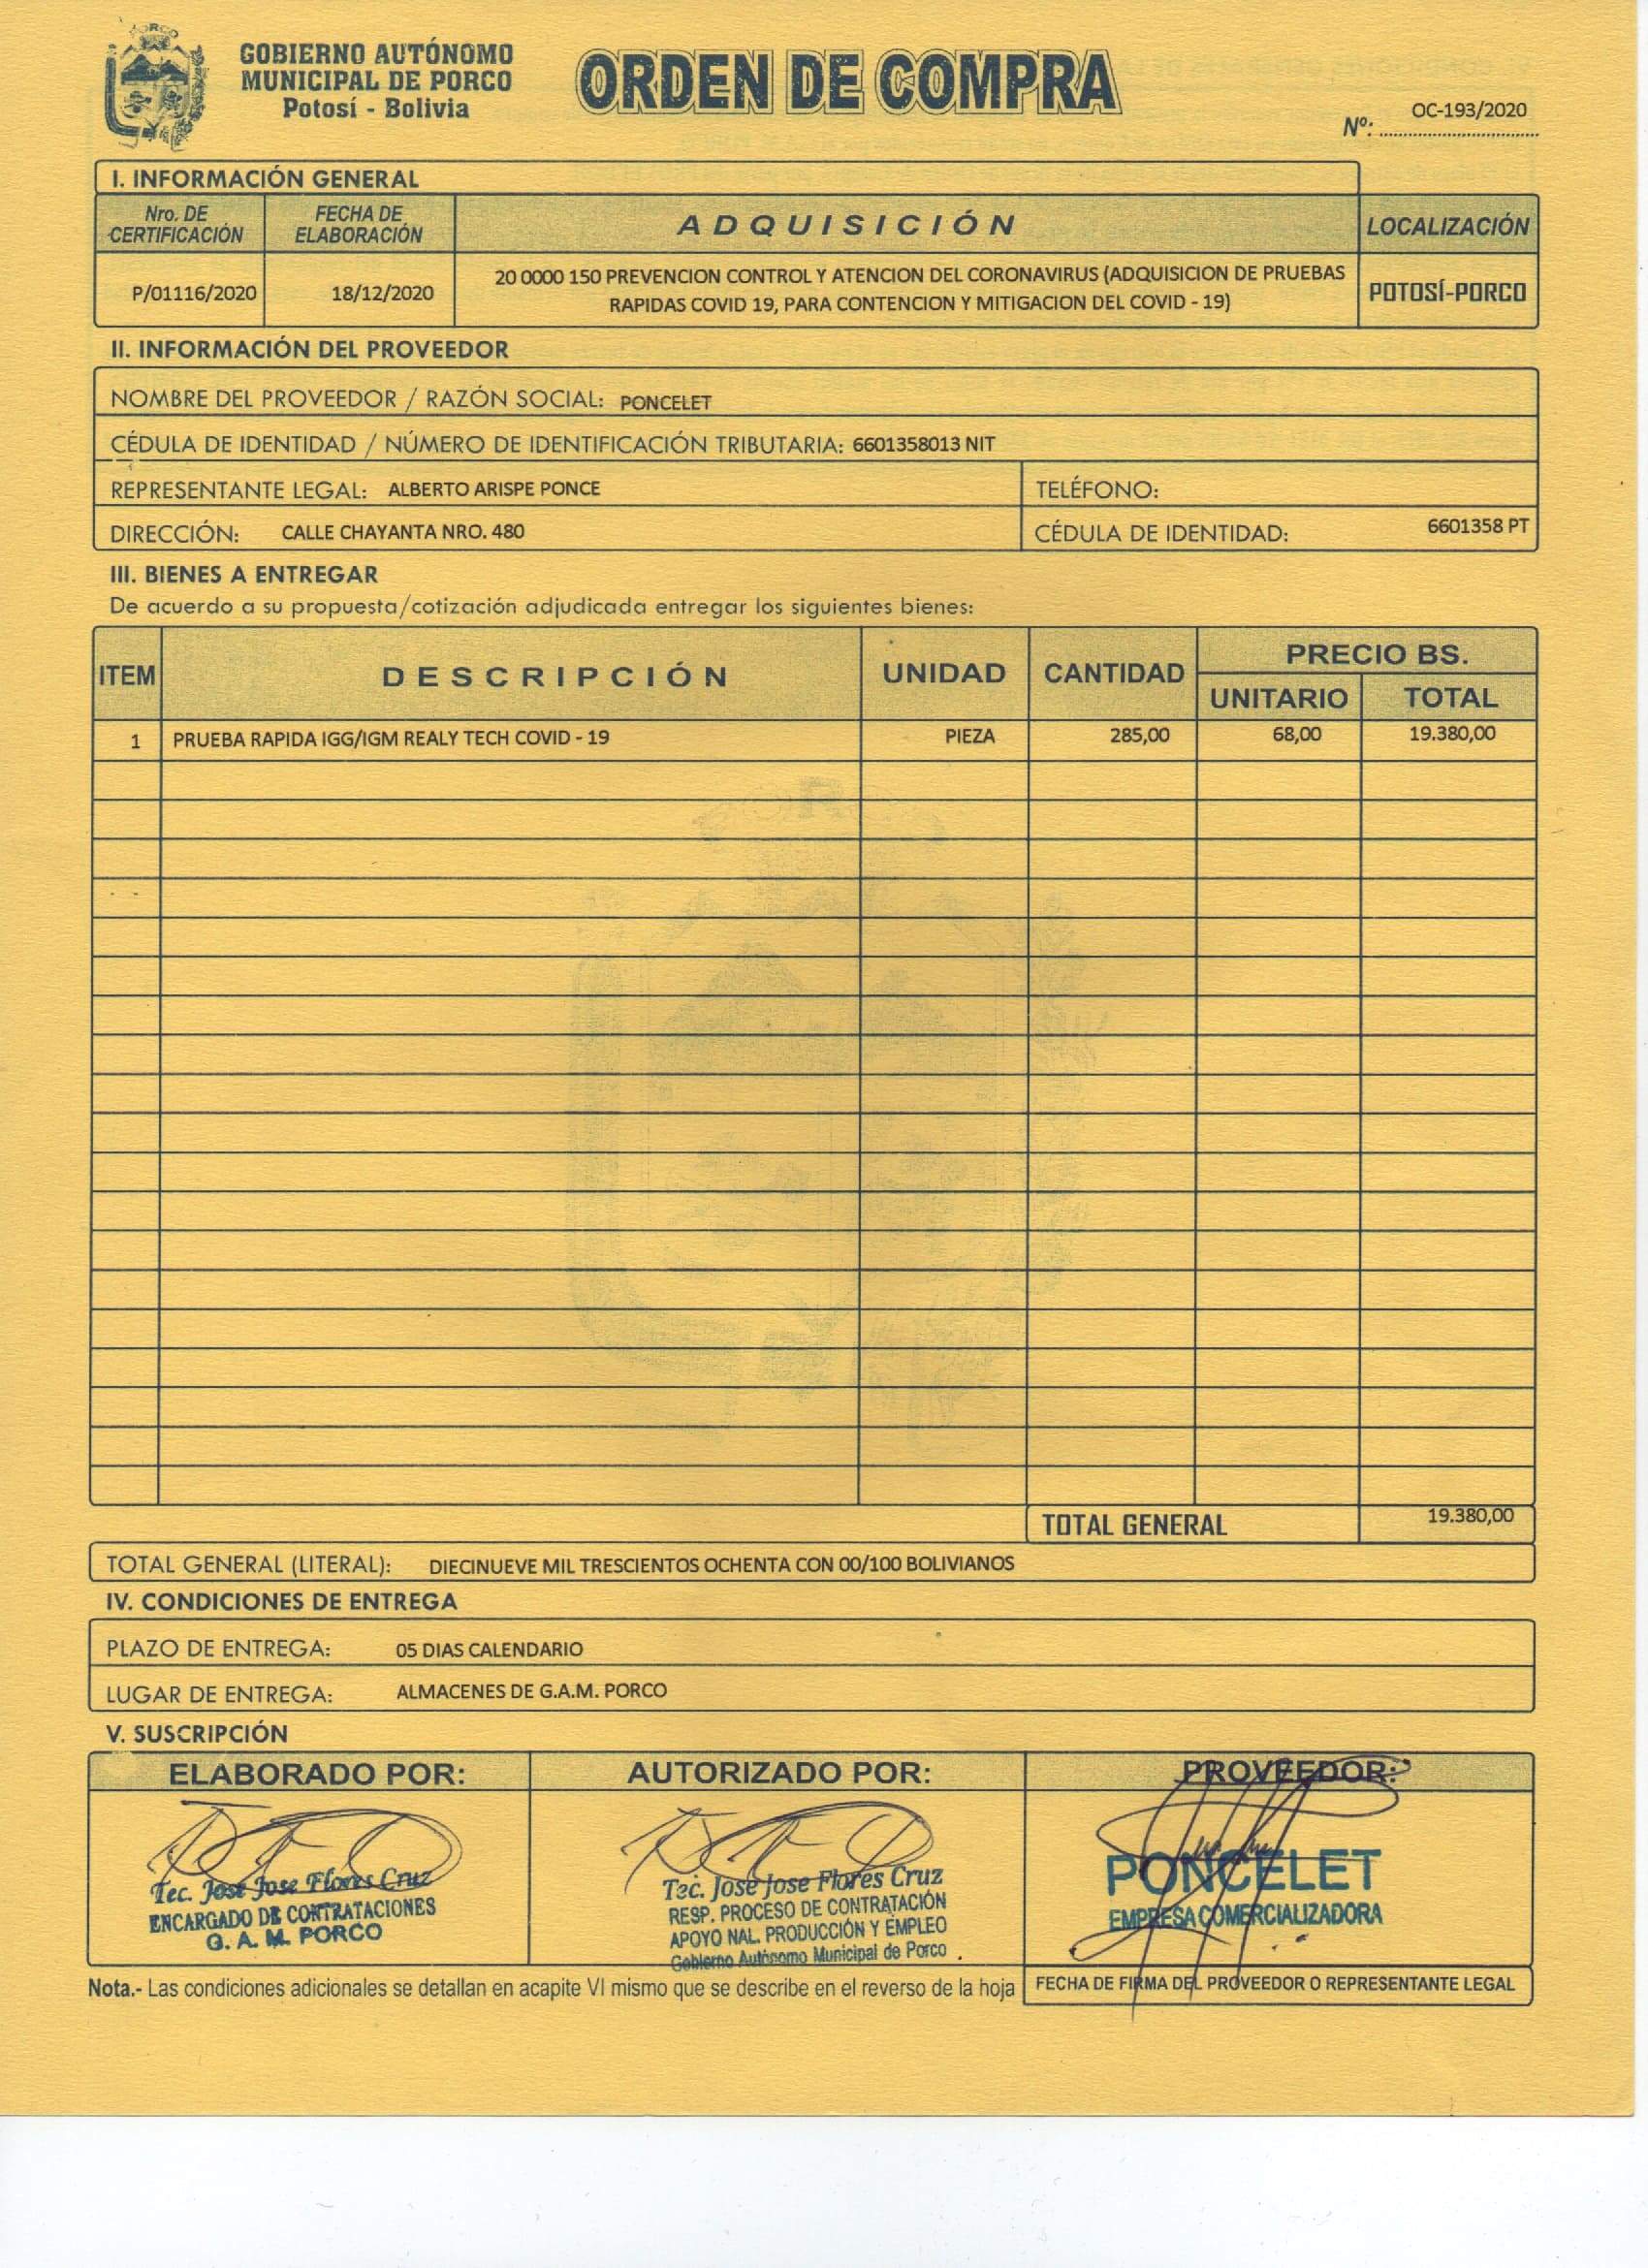 PORCO
GOBIERNO AUTÓNOMO
MUNICIPAL DE PORCO
Potosí - Bolivia
ORDEN DE COMPRA
Nº: OC-193/2020
I. INFORMACIÓN GENERAL
Nro. DE CERTIFICACIÓN FECHA DE ELABORACIÓN ADQUISICIÓN LOCALIZACIÓN
P/01116/2020 18/12/2020 20 0000 150 PREVENCION CONTROL Y ATENCION DEL CORONAVIRUS (ADQUISICION DE PRUEBAS
RAPIDAS COVID 19, PARA CONTENCION Y MITIGACION DEL COVID - 19) POTOSÍ-PORCO
II. INFORMACIÓN DEL PROVEEDOR
NOMBRE DEL PROVEEDOR / RAZÓN SOCIAL: PONCELET
CÉDULA DE IDENTIDAD / NÚMERO DE IDENTIFICACIÓN TRIBUTARIA: 6601358013 NIT
REPRESENTANTE LEGAL: ALBERTO ARISPE PONCE TELÉFONO:
DIRECCIÓN: CALLE CHAYANTA NRO. 480 CÉDULA DE IDENTIDAD: 6601358 PT
III. BIENES A ENTREGAR
De acuerdo a su propuesta/cotización adjudicada entregar los siguientes bienes:
ITEM DESCRIPCIÓN UNIDAD CANTIDAD PRECIO BS.
UNITARIO TOTAL
1 PRUEBA RAPIDA IGG/IGM REALY TECH COVID - 19 PIEZA 285,00 68,00 19.380,00
PORCO
TOTAL GENERAL 19.380,00
TOTAL GENERAL (LITERAL): DIECINUEVE MIL TRESCIENTOS OCHENTA CON 00/100 BOLIVIANOS
IV. CONDICIONES DE ENTREGA
PLAZO DE ENTREGA: 05 DIAS CALENDARIO
LUGAR DE ENTREGA: ALMACENES DE G.A.M. PORCO
V. SUSCRIPCIÓN
ELABORADO POR: AUTORIZADO POR: PROVEEDOR:
Tec. Jose Jose Flores Cruz
ENCARGADO DE CONTRATACIONES
G. A. M. PORCO
Tec. Jose Jose Flores Cruz
RESP. PROCESO DE CONTRATACIÓN
APOYO NAL. PRODUCCIÓN Y EMPLEO
Gobierno Autónomo Municipal de Porco
PONCELET
EMPRESA COMERCIALIZADORA
Nota.- Las condiciones adicionales se detallan en acapite VI mismo que se describe en el reverso de la hoja
FECHA DE FIRMA DEL PROVEEDOR O REPRESENTANTE LEGAL